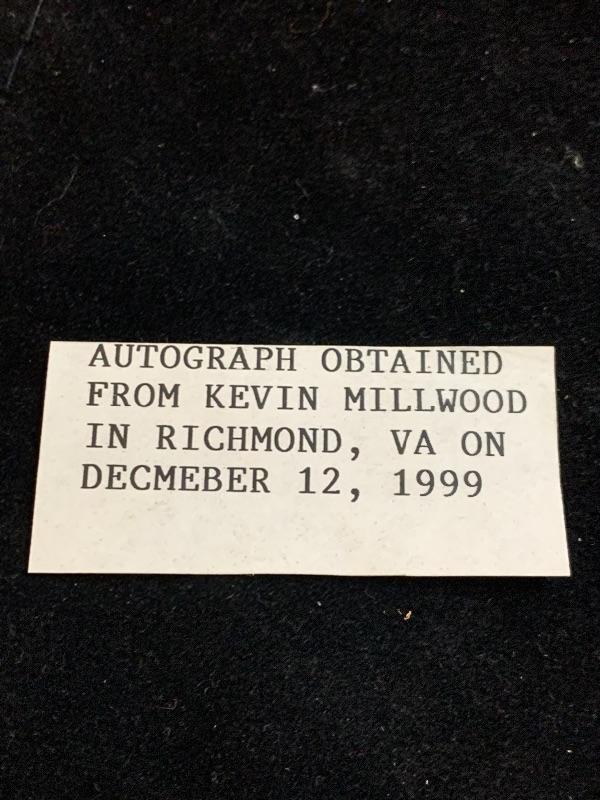 AUTOGRAPH OBTAINED
FROM KEVIN MILLWOOD
IN RICHMOND, VA ON
DECMEBER 12, 1999